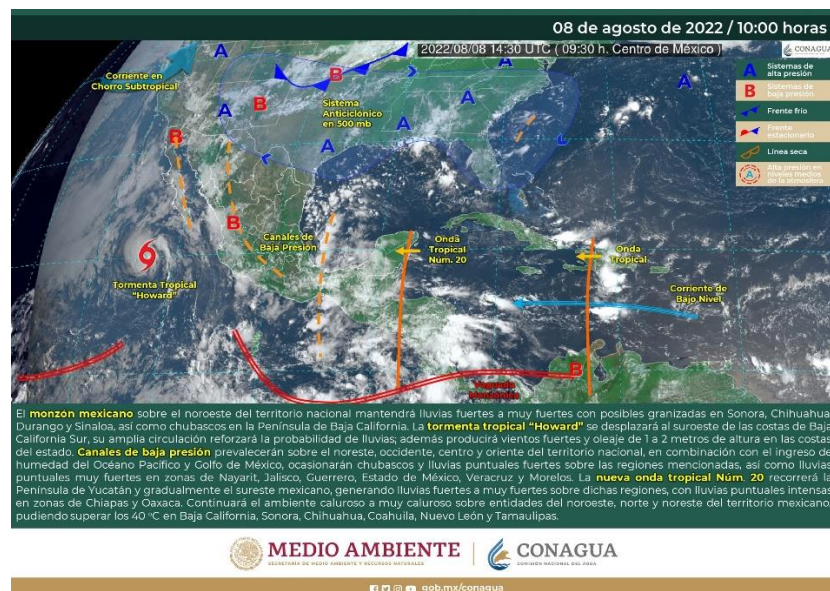 08 de agosto de 2022 / 10:00 horas
2022/08/08 14:30 UTC ( 09:30 h. Centro de México )
CONAGUA
Corriente en
Chorro Subtropical
A
B
A
B
A
A
A
A
A
A
Sistema
Anticiclónico
en 500 mb
A Sistemas de
alta presión
B Sistemas de
baja presión
Frente frío
Frente
estacionario
Línea seca
A Alta presión en
niveles medios
de la atmósfera
B
B
Canales de
Baja Presión
Onda
Tropical
Núm. 20
Onda
Tropical
Tormenta Tropical
"Howard"
Corriente de
Bajo Nivel
B
Vaguada
Monzónica
El monzón mexicano sobre el noroeste del territorio nacional mantendrá lluvias fuertes a muy fuertes con posibles granizadas en Sonora, Chihuahua
Durango y Sinaloa, así como chubascos en la Península de Baja California. La tormenta tropical "Howard" se desplazará al suroeste de las costas de Baja
California Sur, su amplia circulación reforzará la probabilidad de lluvias; además producirá vientos fuertes y oleaje de 1 a 2 metros de altura en las costas
del estado. Canales de baja presión prevalecerán sobre el noreste, occidente, centro y oriente del territorio nacional, en combinación con el ingreso de
humedad del Océano Pacífico y Golfo de México, ocasionarán chubascos y lluvias puntuales fuertes sobre las regiones mencionadas, así como lluvias
puntuales muy fuertes en zonas de Nayarit, Jalisco, Guerrero, Estado de México, Veracruz y Morelos. La nueva onda tropical Núm. 20 recorrerá la
Península de Yucatán y gradualmente el sureste mexicano, generando lluvias fuertes a muy fuertes sobre dichas regiones, con lluvias puntuales intensas
en zonas de Chiapas y Oaxaca. Continuará el ambiente caluroso a muy caluroso sobre entidades del noroeste, norte y noreste del territorio mexicano
pudiendo superar los 40 °C en Baja California, Sonora, Chihuahua, Coahuila, Nuevo León y Tamaulipas.
MEDIO AMBIENTE
SECRETARÍA DE MEDIO AMBIENTE Y RECURSOS NATURALES
CONAGUA
COMISIÓN NACIONAL DEL AGUA
gob.mx/conagua